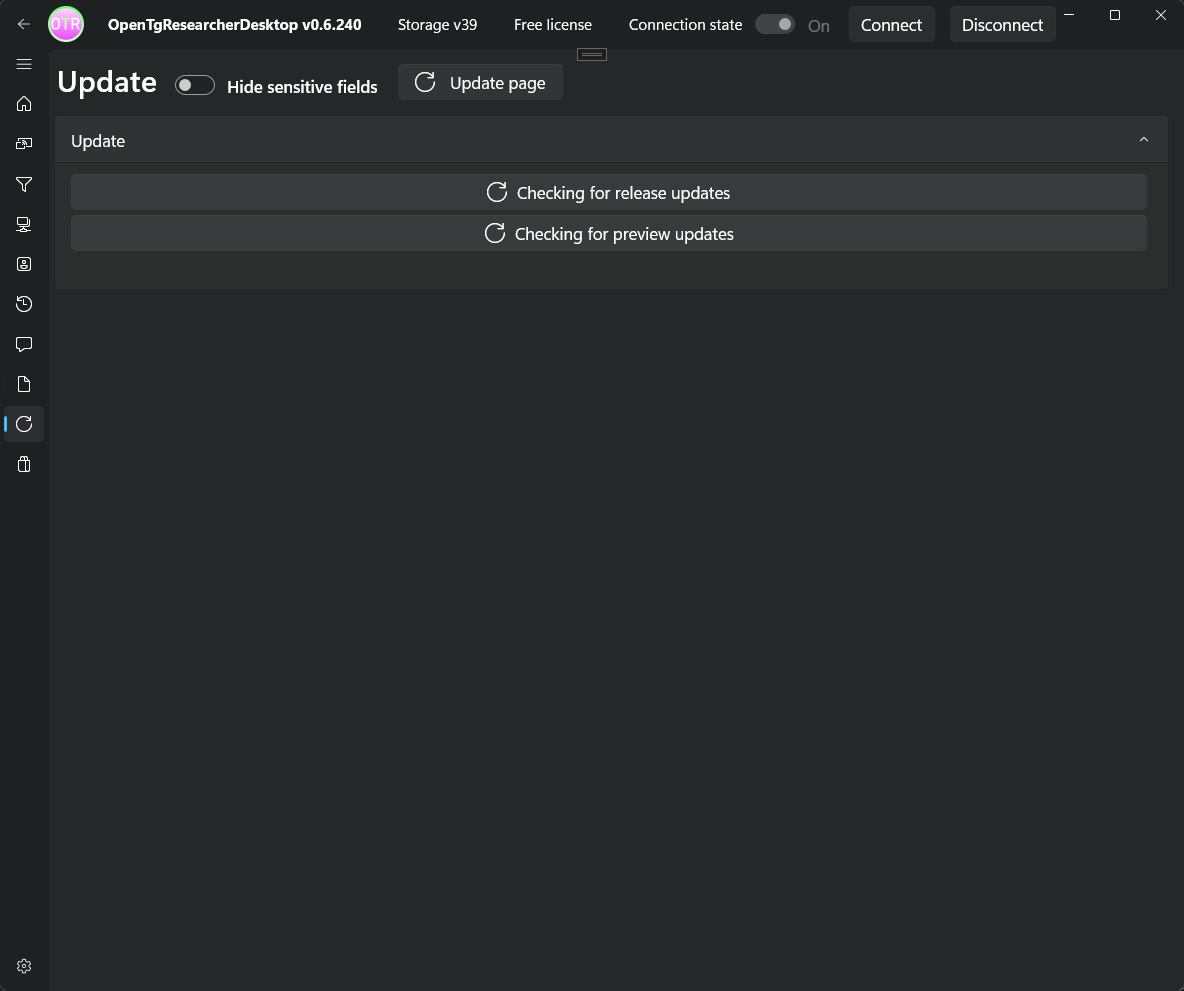 OTR OpenTgResearcherDesktop v0.6.240 Storage v39 Free license Connection state On Connect Disconnect
Update Hide sensitive fields Update page
Update
Checking for release updates
Checking for preview updates